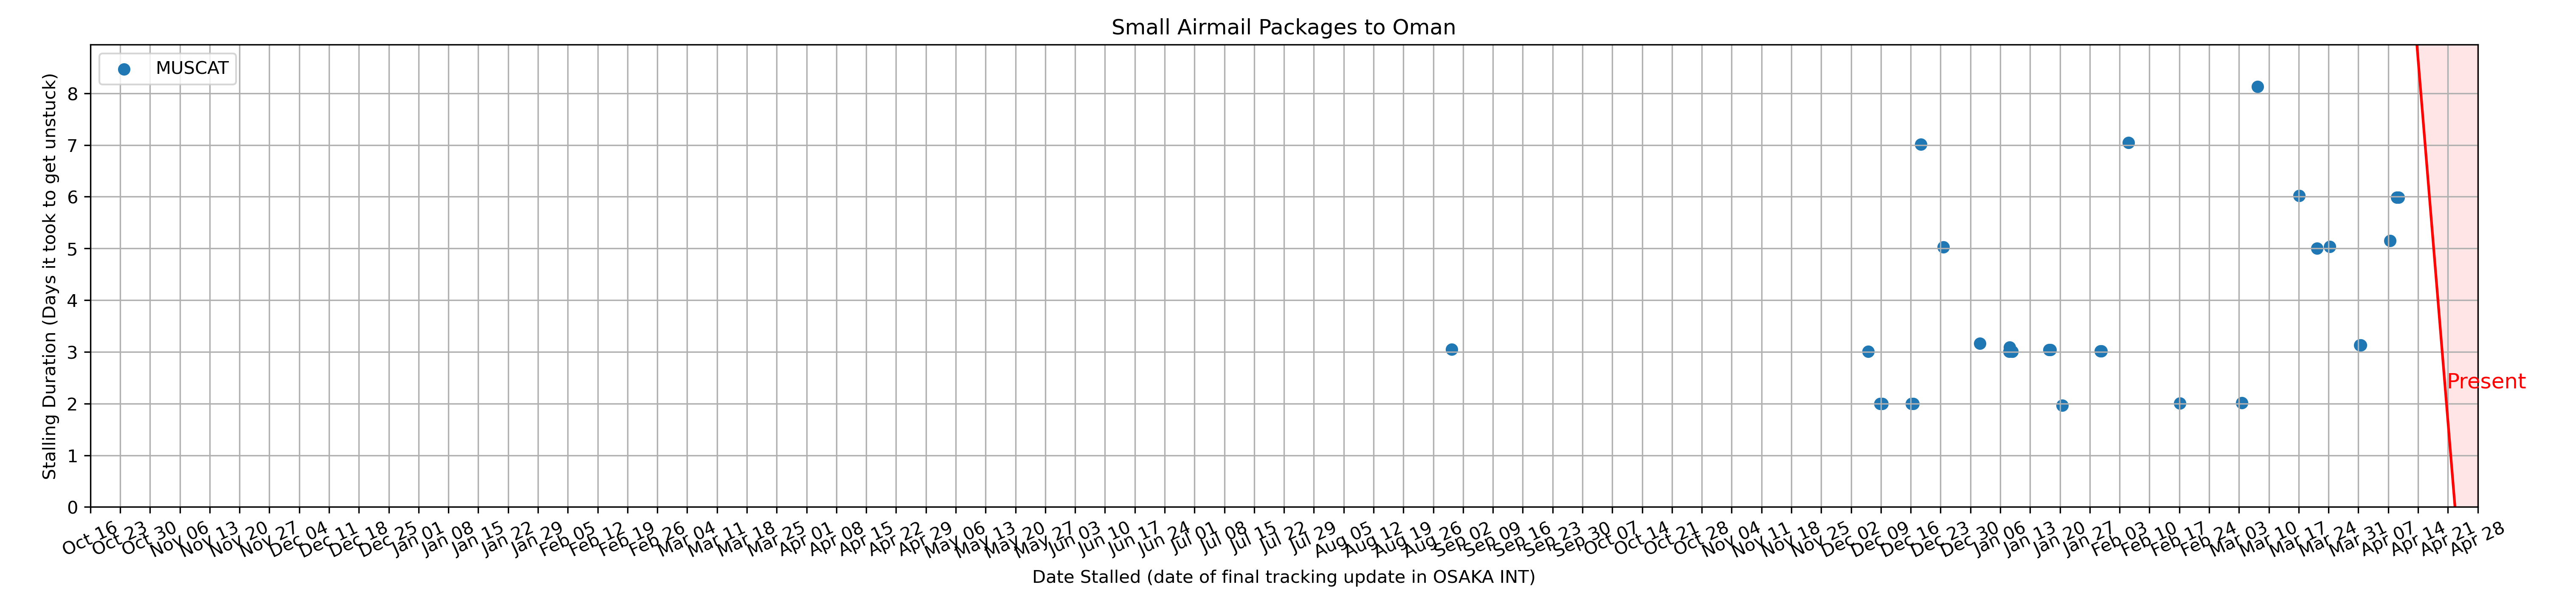 Small Airmail Packages to Oman
MUSCAT
Stalling Duration (Days it took to get unstuck)
8
7
6
5
4
3
2
1
0
Present
Oct 16 Oct 23 Oct 30 Nov 06 Nov 13 Nov 20 Nov 27 Dec 04 Dec 11 Dec 18 Dec 25 Jan 01 Jan 08 Jan 15 Jan 22 Jan 29 Feb 05 Feb 12 Feb 19 Feb 26 Mar 04 Mar 11 Mar 18 Mar 25 Apr 01 Apr 08 Apr 15 Apr 22 Apr 29 May 06 May 13 May 20 May 27 Jun 03 Jun 10 Jun 17 Jun 24 Jul 01 Jul 08 Jul 15 Jul 22 Jul 29 Aug 05 Aug 12 Aug 19 Aug 26 Sep 02 Sep 09 Sep 16 Sep 23 Sep 30 Oct 07 Oct 14 Oct 21 Oct 28 Nov 04 Nov 11 Nov 18 Nov 25 Dec 02 Dec 09 Dec 16 Dec 23 Dec 30 Jan 06 Jan 13 Jan 20 Jan 27 Feb 03 Feb 10 Feb 17 Feb 24 Mar 03 Mar 10 Mar 17 Mar 24 Mar 31 Apr 07 Apr 14 Apr 21 Apr 28
Date Stalled (date of final tracking update in OSAKA INT)